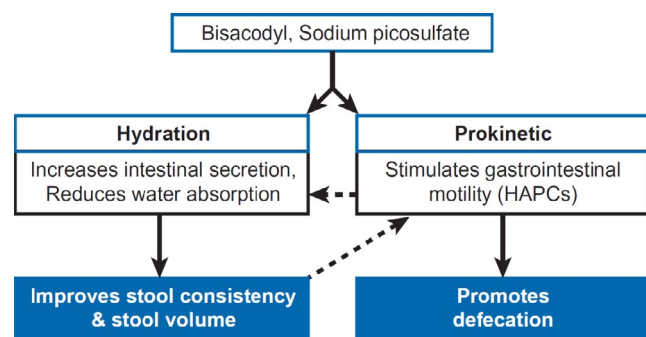 Bisacodyl, Sodium picosulfate
Hydration
Increases intestinal secretion,
Reduces water absorption
Prokinetic
Stimulates gastrointestinal
motility (HAPCs)
Improves stool consistency
& stool volume
Promotes
defecation